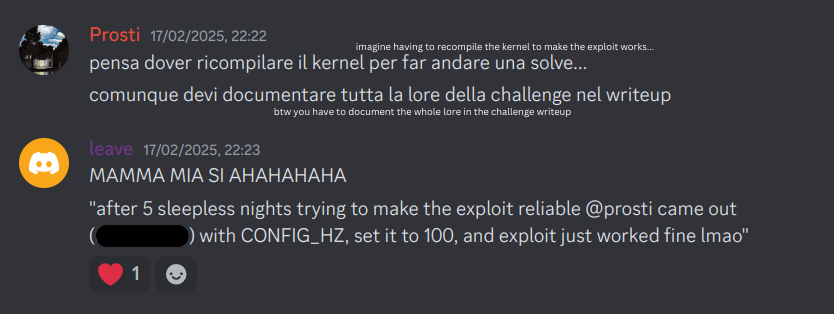 Prosti 17/02/2025, 22:22
imagine having to recompile the kernel to make the exploit works...
pensa dover ricompilare il kernel per far andare una solve...
comunque devi documentare tutta la lore della challenge nel writeup
btw you have to document the whole lore in the challenge writeup
leave 17/02/2025, 22:23
MAMMA MIA SI AHAHAHAHA
"after 5 sleepless nights trying to make the exploit reliable @prosti came out
( ) with CONFIG_HZ, set it to 100, and exploit just worked fine lmao"
1